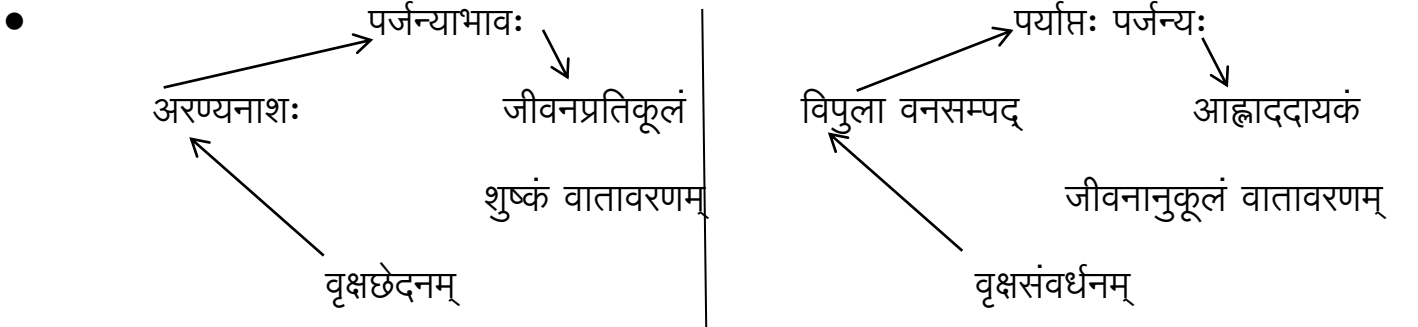 • पर्जन्याभावः पर्याप्तः पर्जन्यः
अरण्यनाशः जीवनप्रतिकूलं विपुला वनसम्पद् आह्लाददायकं
शुष्कं वातावरणम् जीवनानुकूलं वातावरणम्
वृक्षछेदनम् वृक्षसंवर्धनम्